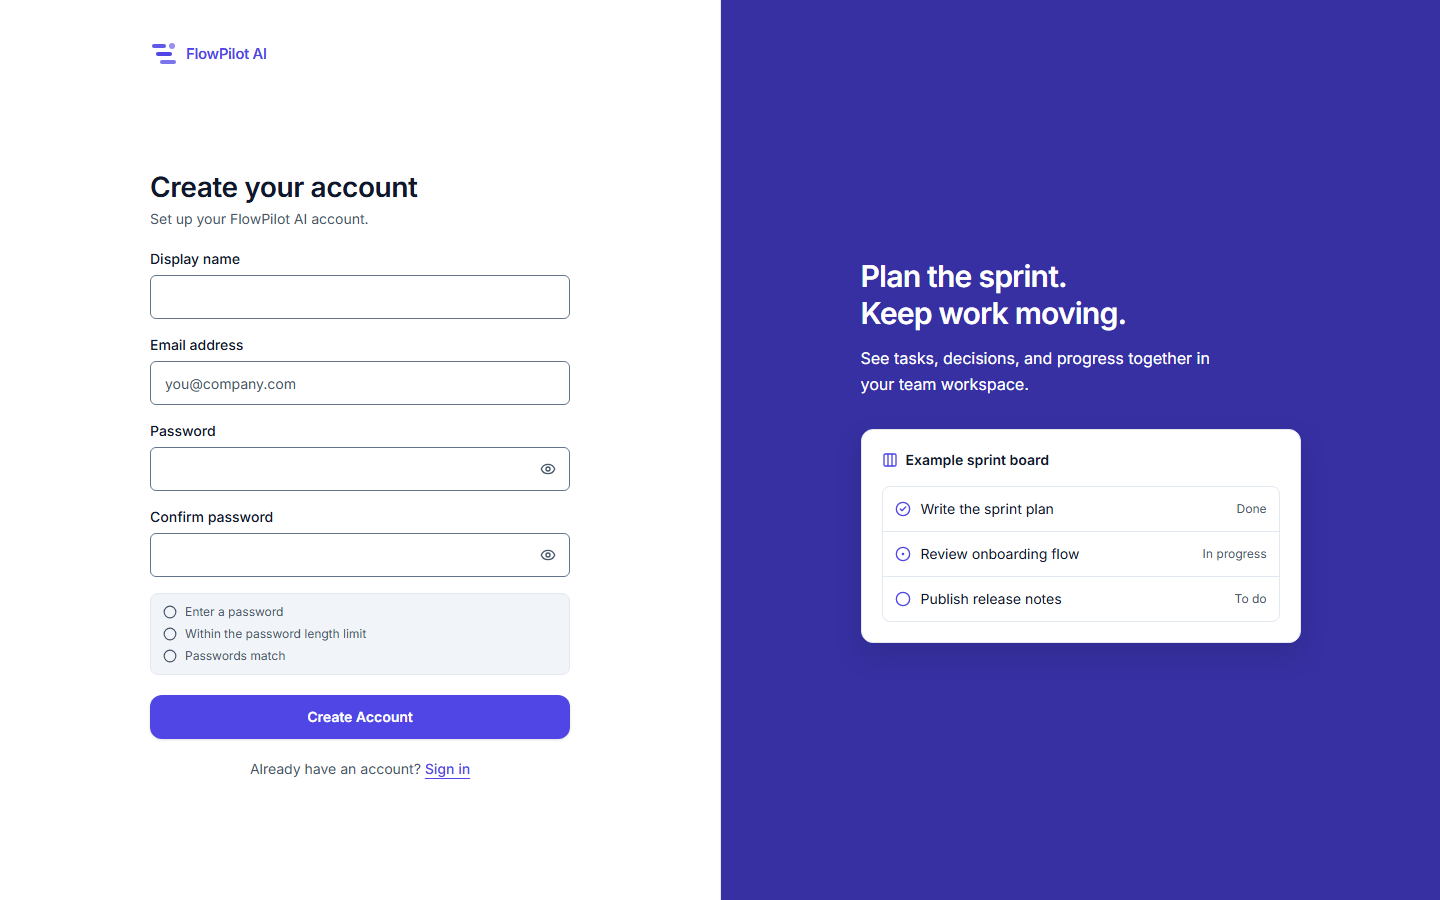 FlowPilot AI
Create your account
Set up your FlowPilot AI account.
Display name
Email address
you@company.com
Password
Confirm password
Enter a password
Within the password length limit
Passwords match
Create Account
Already have an account? Sign in
Plan the sprint.
Keep work moving.
See tasks, decisions, and progress together in
your team workspace.
Example sprint board
Write the sprint plan Done
Review onboarding flow In progress
Publish release notes To do